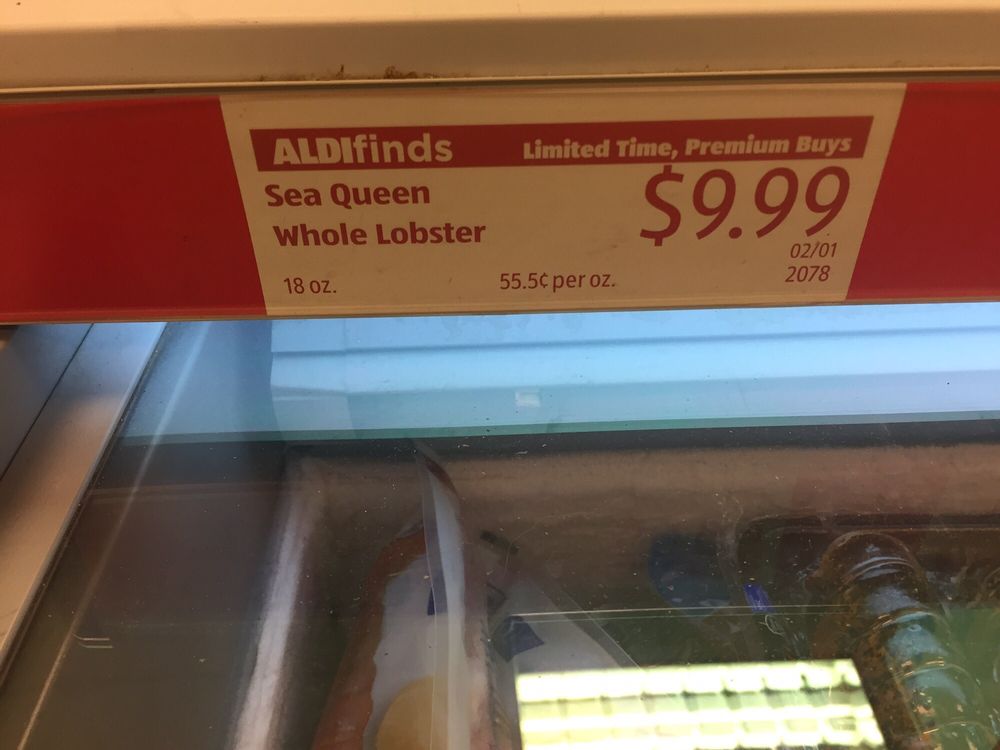 ALDIfinds Limited Time, Premium Buys
Sea Queen
Whole Lobster
$9.99
02/01
18 oz. 55.5¢ per oz. 2078